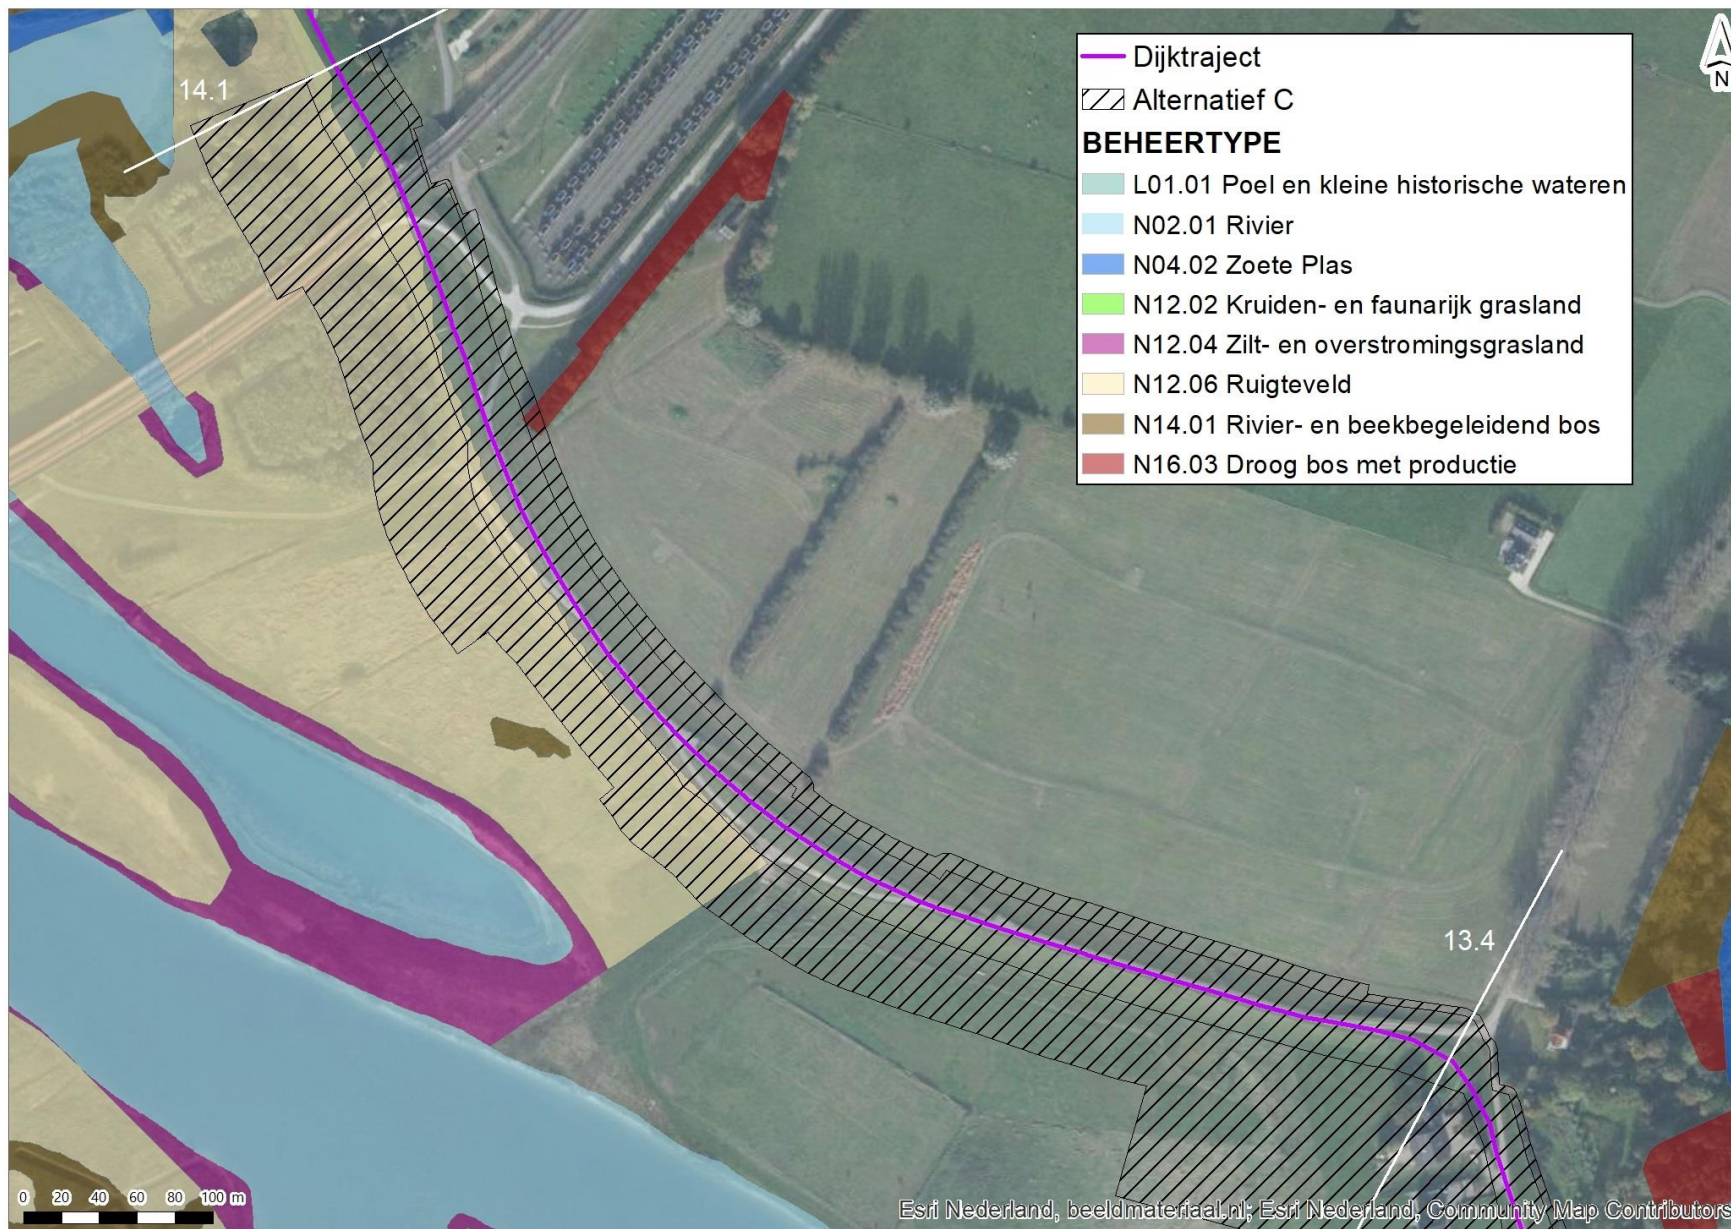 14.1
Dijktraject
Alternatief C
BEHEERTYPE
L01.01 Poel en kleine historische wateren
N02.01 Rivier
N04.02 Zoete Plas
N12.02 Kruiden- en faunarijk grasland
N12.04 Zilt- en overstromingsgrasland
N12.06 Ruigteveld
N14.01 Rivier- en beekbegeleidend bos
N16.03 Droog bos met productie
N
13.4
0 20 40 60 80 100 m
Esri Nederland, beeldmateriaal.nl; Esri Nederland, Community Map Contributors